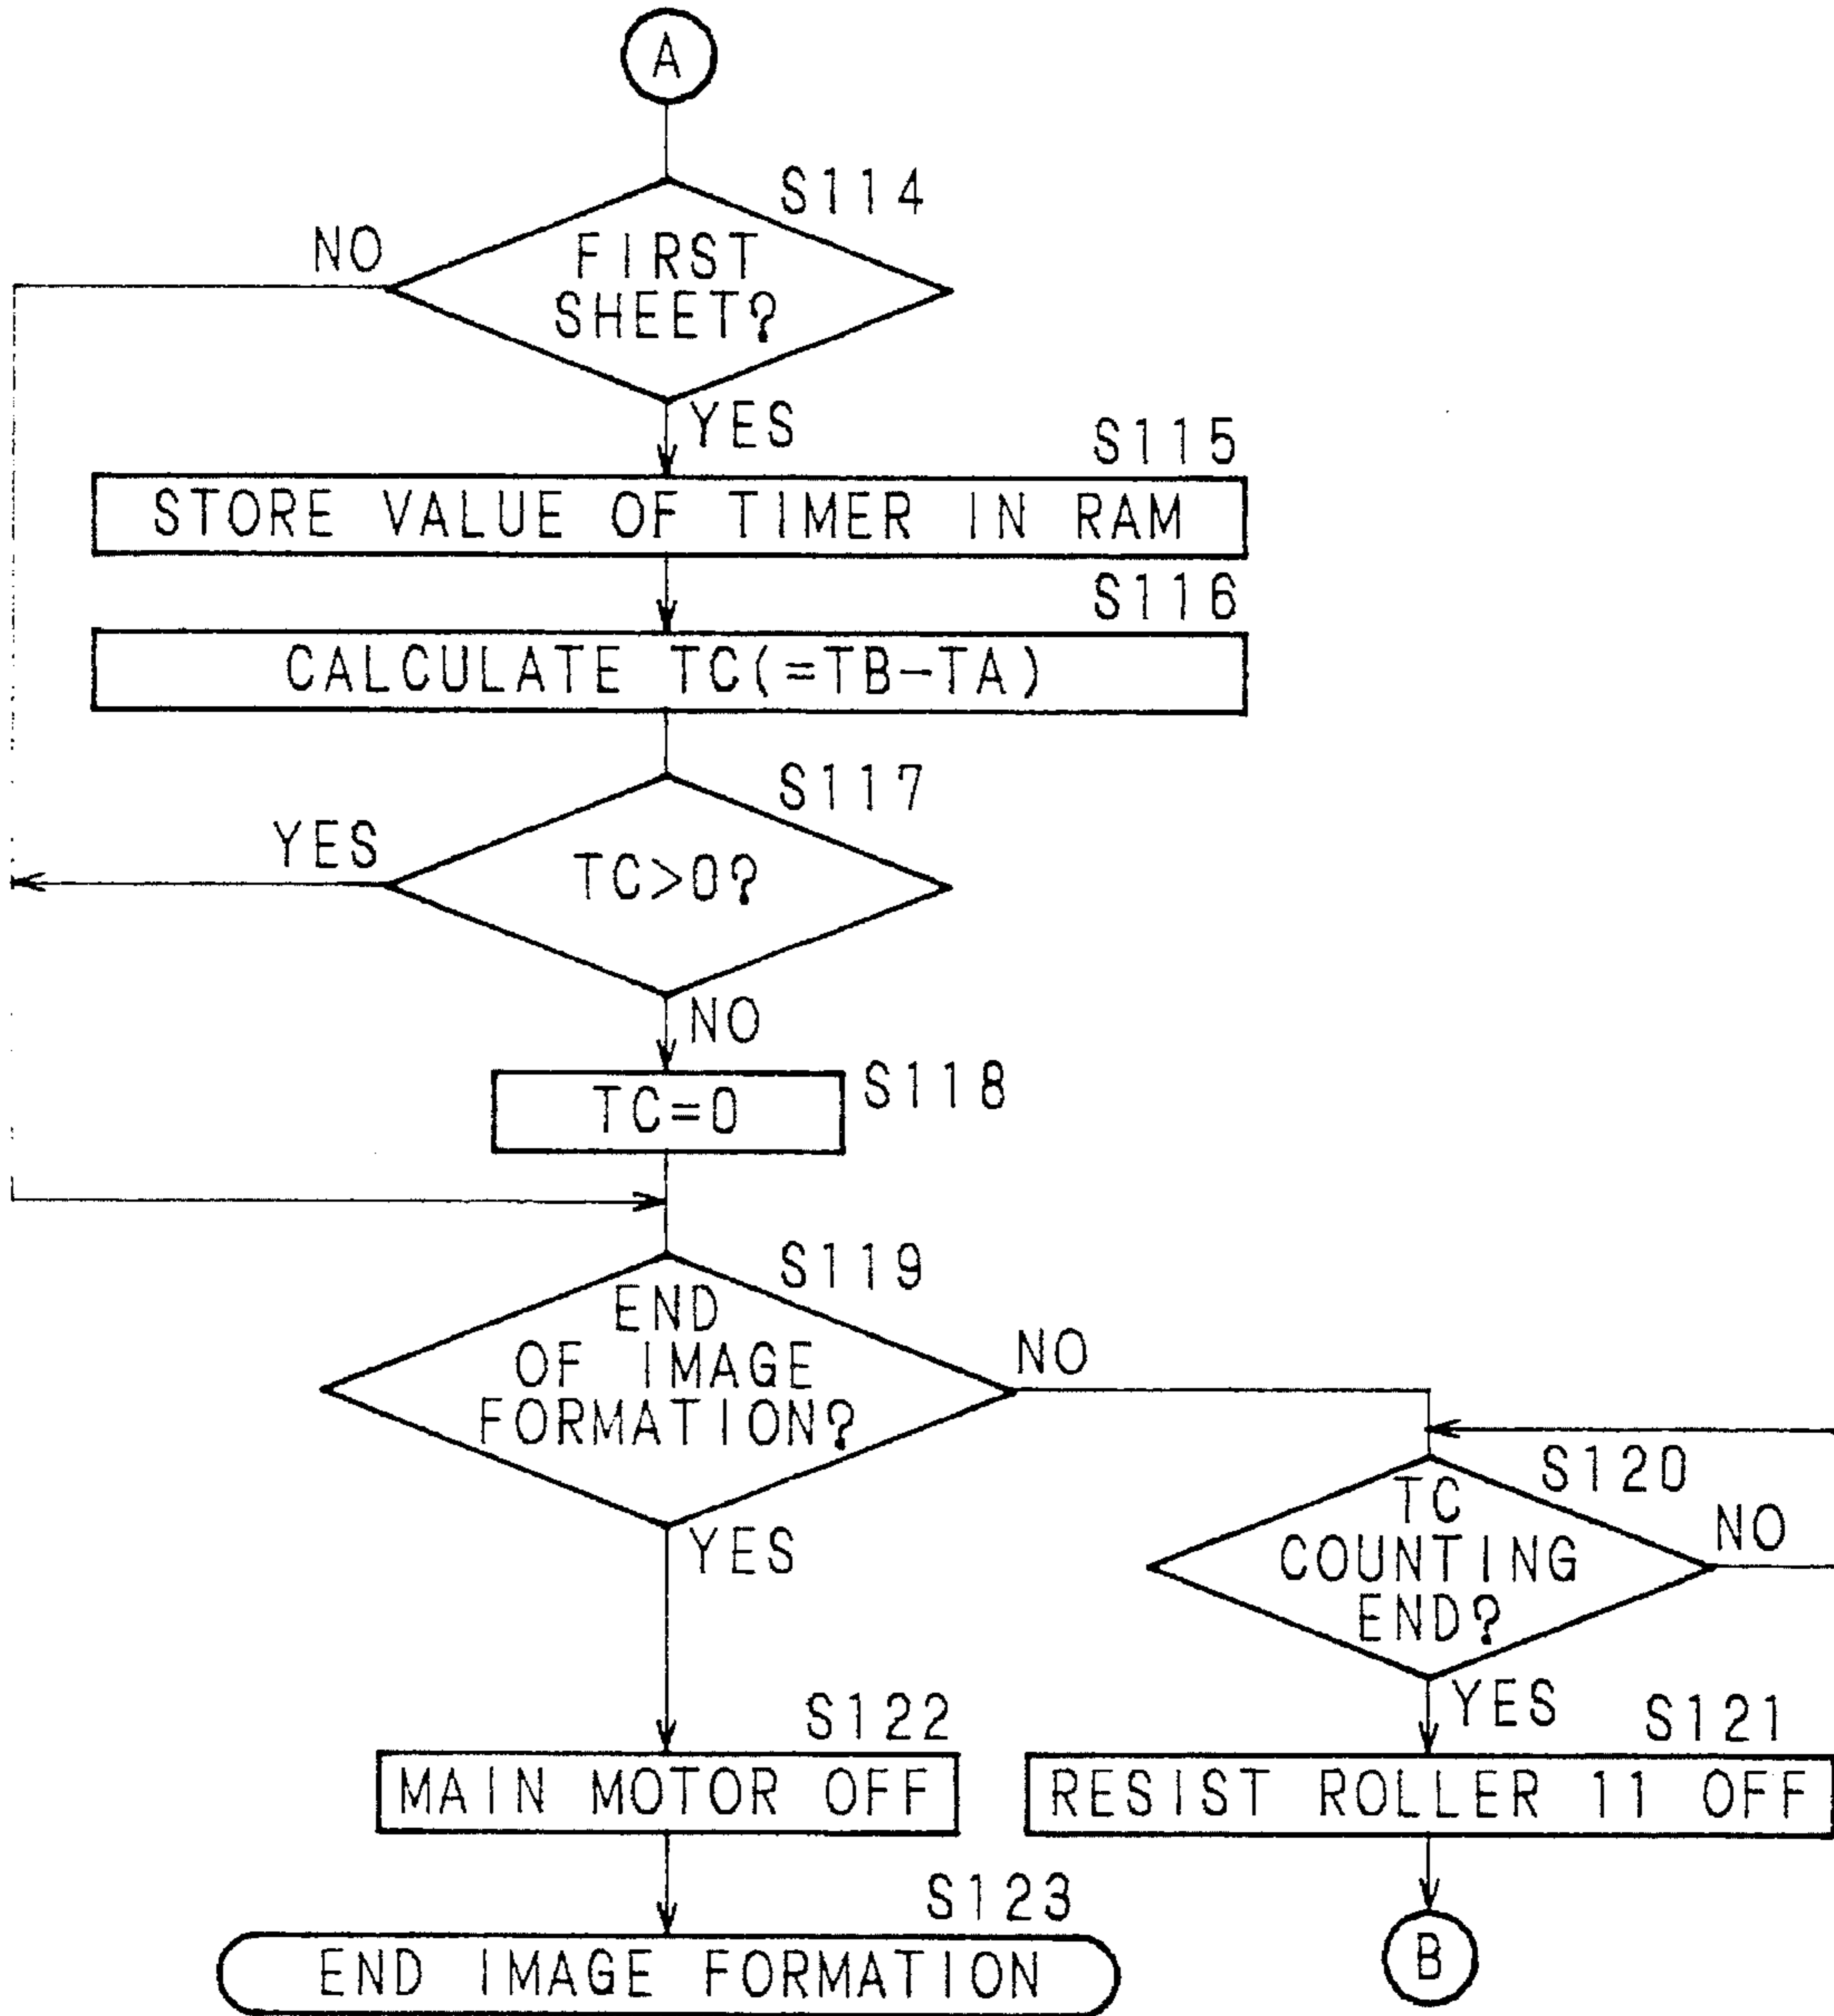 A
S114
NO
FIRST
SHEET?
YES
S115
STORE VALUE OF TIMER IN RAM
S116
CALCULATE TC(=TB-TA)
S117
YES
TC>0?
NO
S118
TC=0
S119
END
OF IMAGE
FORMATION?
NO
YES
S120
TC
COUNTING
END?
NO
YES
S122
MAIN MOTOR OFF
S121
RESIST ROLLER 11 OFF
S123
END IMAGE FORMATION
B